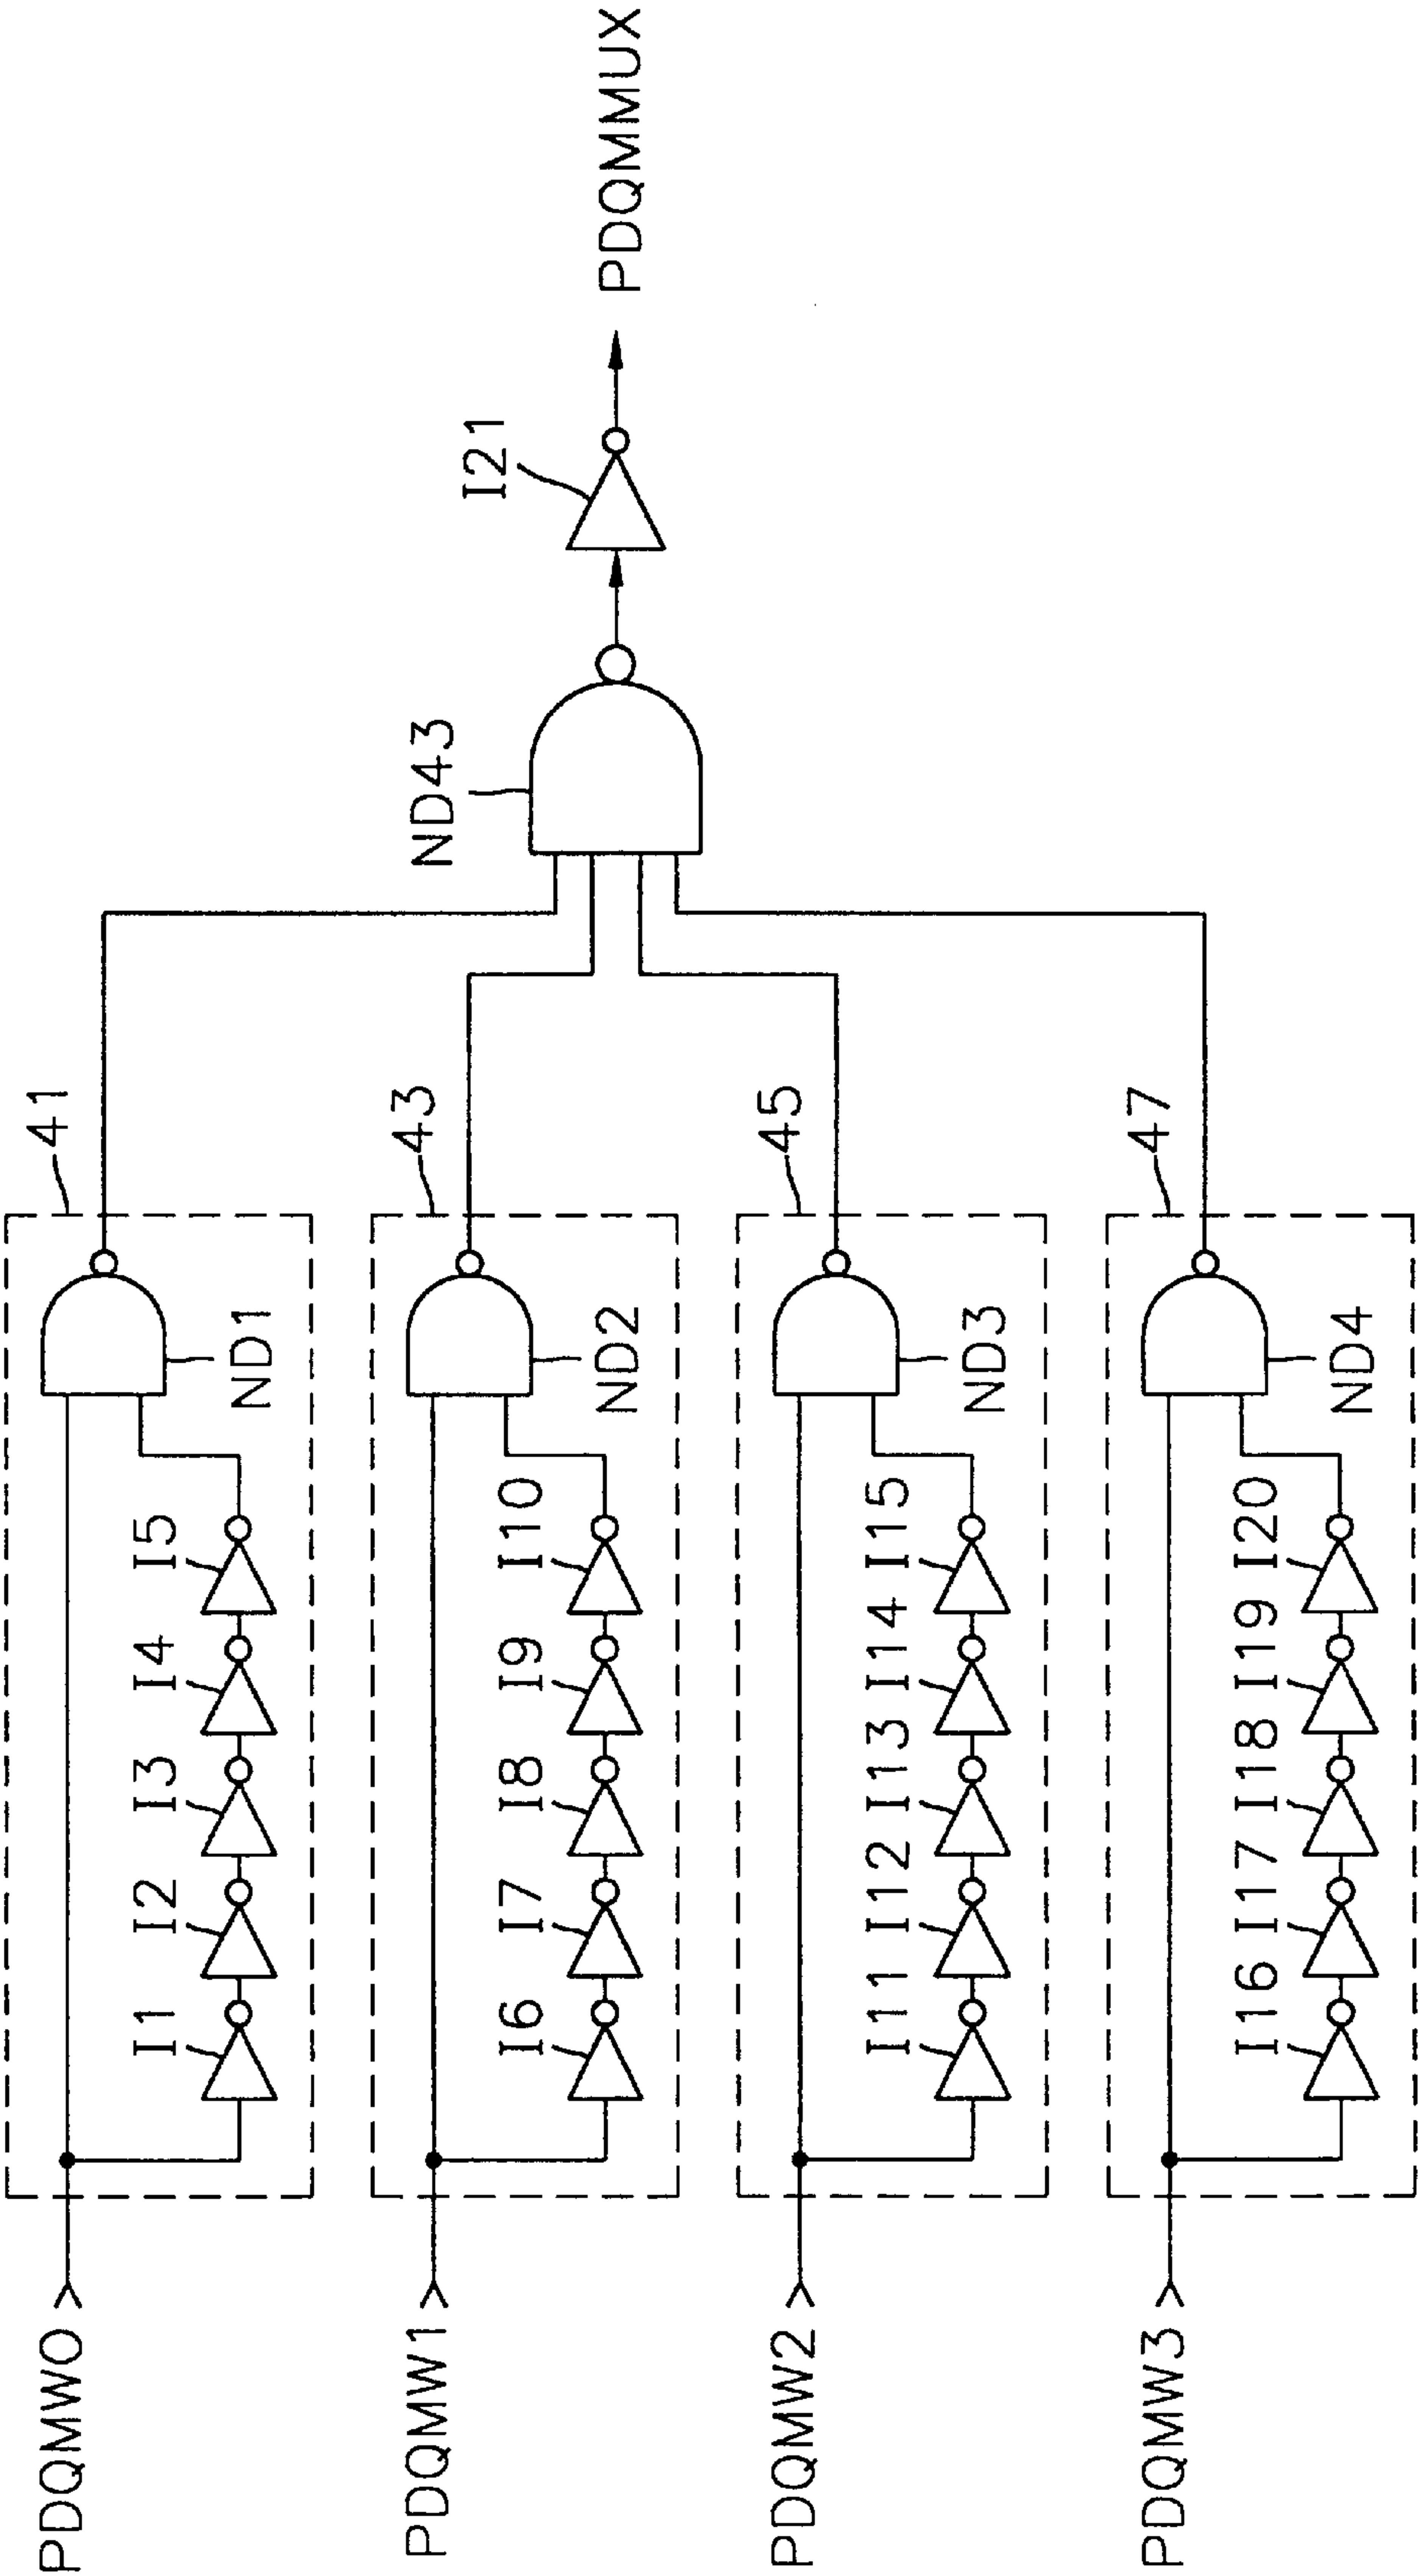 PDQMW0
I1
I2
I3
I4
I5
ND1
41
PDQMW1
I6
I7
I8
I9
I10
ND2
43
PDQMW2
I11
I12
I13
I14
I15
ND3
45
PDQMW3
I16
I17
I18
I19
I20
ND4
47
ND43
I21
PDQMMUX